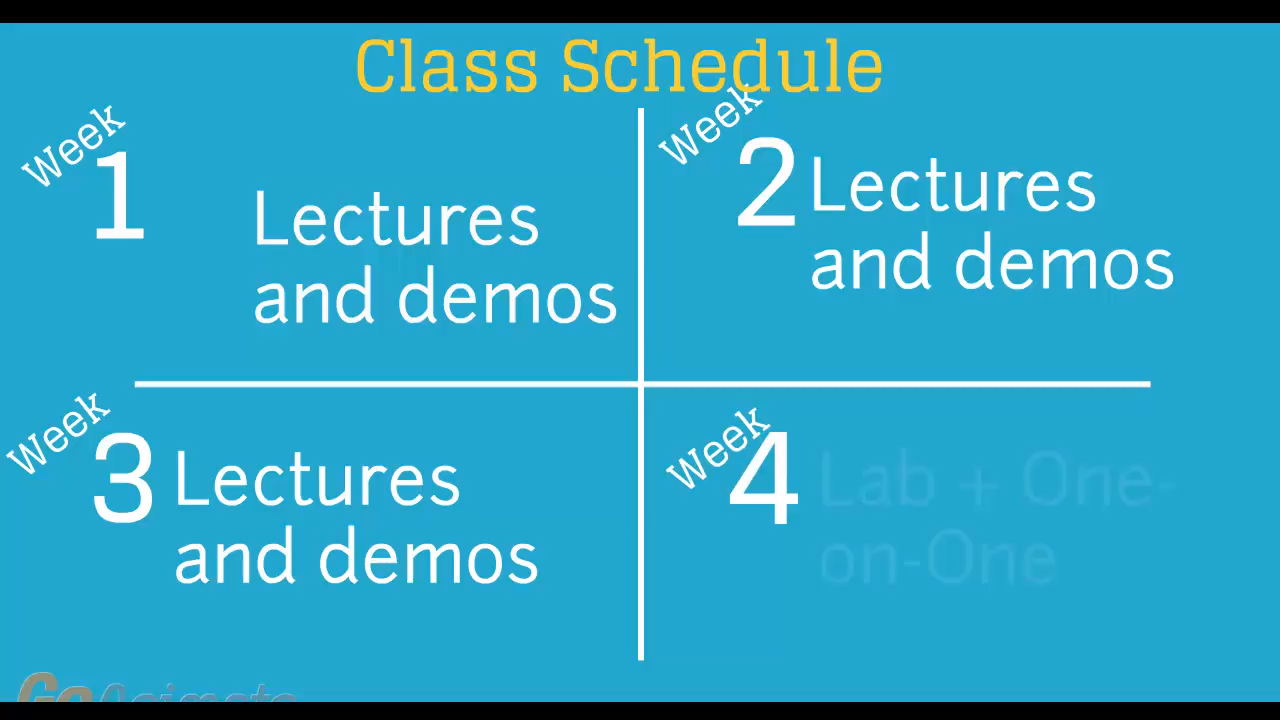 Class Schedule
Week
1
Lectures
and demos
Week
2
Lectures
and demos
Week
3
Lectures
and demos
Week
4
Lab + One-
on-One
GoAnimate